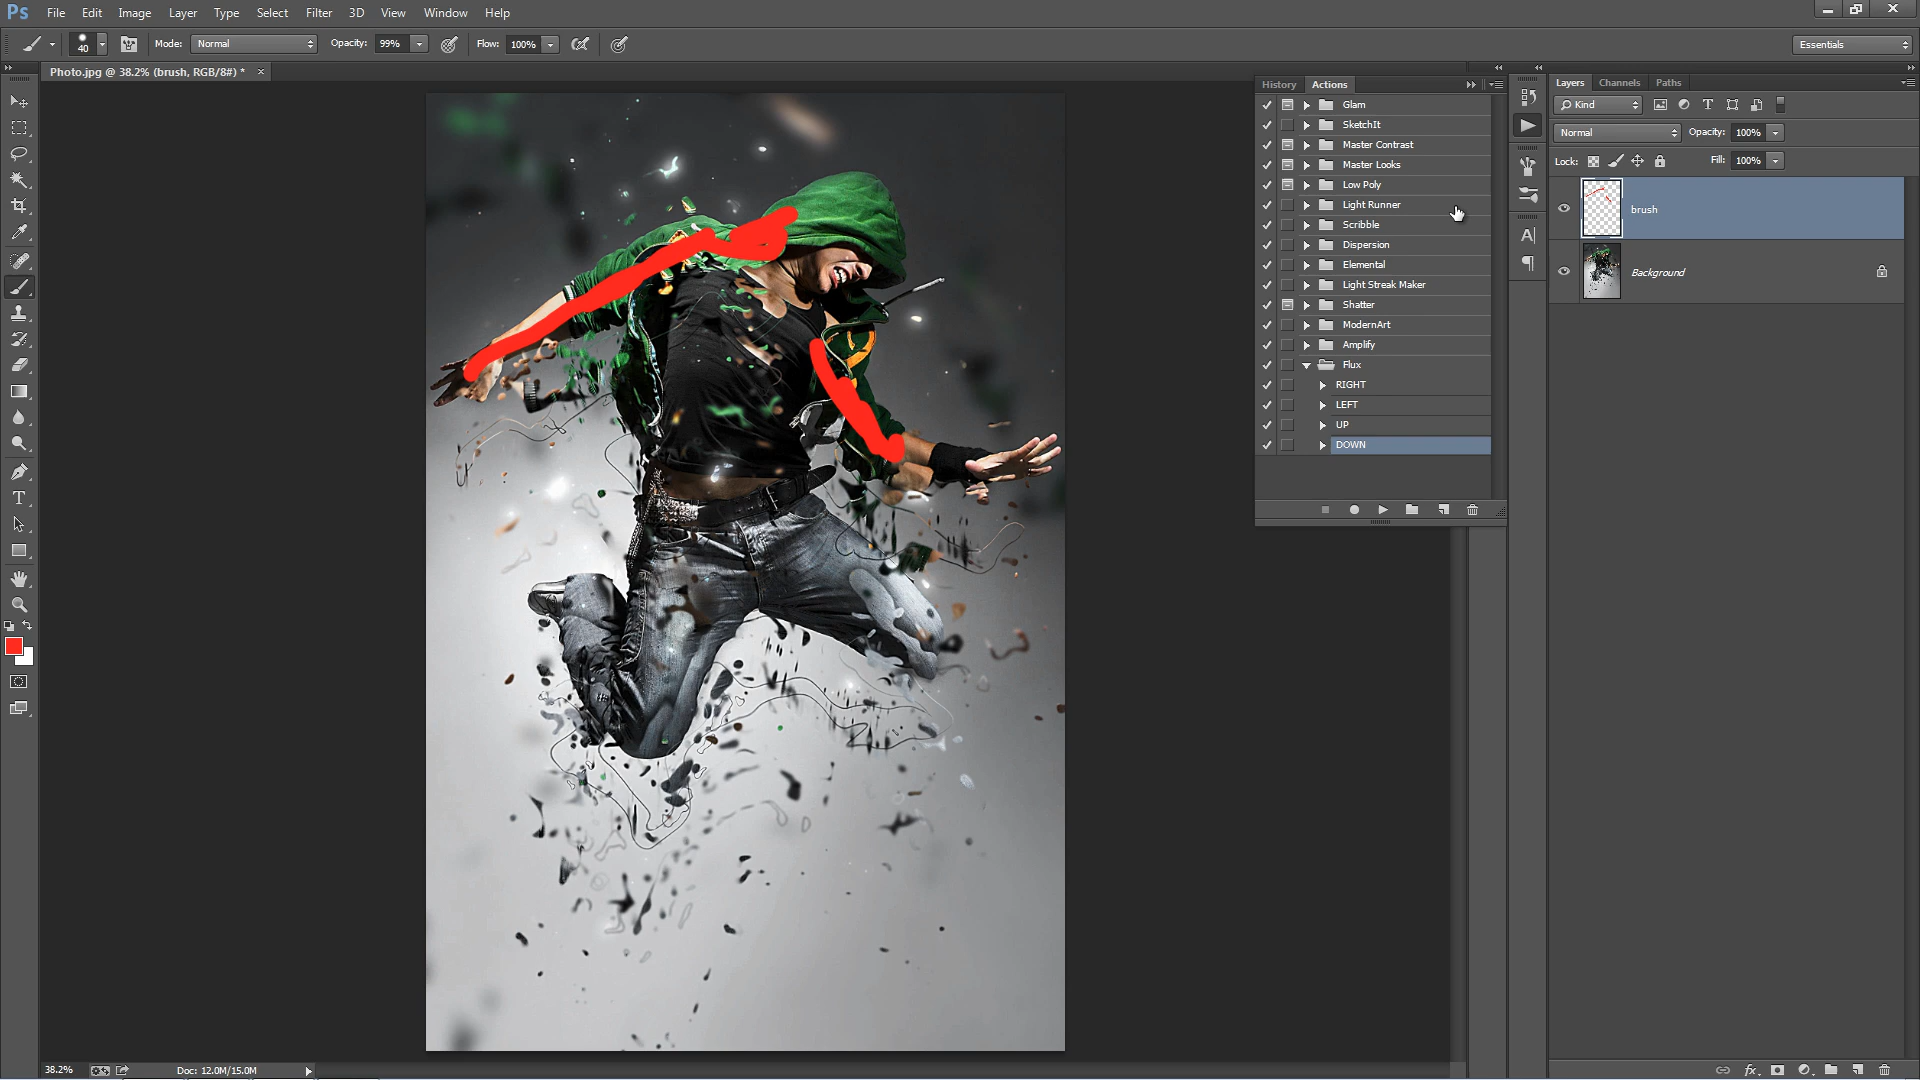 Ps File Edit Image Layer Type Select Filter 3D View Window Help
40 Mode: Normal Opacity: 99% Flow: 100% Essentials
Photo.jpg @ 38.2% (brush, RGB/8#) * ×
History Actions
Glam
SketchIt
Master Contrast
Master Looks
Low Poly
Light Runner
Scribble
Dispersion
Elemental
Light Streak Maker
Shatter
ModernArt
Amplify
Flux
RIGHT
LEFT
UP
DOWN
Layers Channels Paths
Kind
Normal Opacity: 100%
Lock: Fill: 100%
brush
Background
38.2% Doc: 12.0M/15.0M